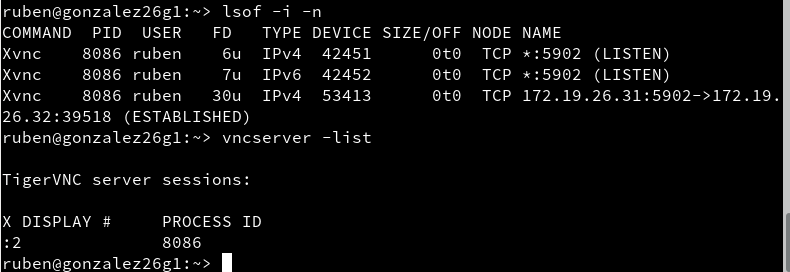 ruben@gonzalez26g1:~> lsof -i -n
COMMAND  PID  USER   FD   TYPE DEVICE SIZE/OFF NODE NAME
Xvnc    8086 ruben    6u  IPv4  42451      0t0  TCP *:5902 (LISTEN)
Xvnc    8086 ruben    7u  IPv6  42452      0t0  TCP *:5902 (LISTEN)
Xvnc    8086 ruben   30u  IPv4  53413      0t0  TCP 172.19.26.31:5902->172.19.
26.32:39518 (ESTABLISHED)
ruben@gonzalez26g1:~> vncserver -list
TigerVNC server sessions:
X DISPLAY #     PROCESS ID
:2              8086
ruben@gonzalez26g1:~>